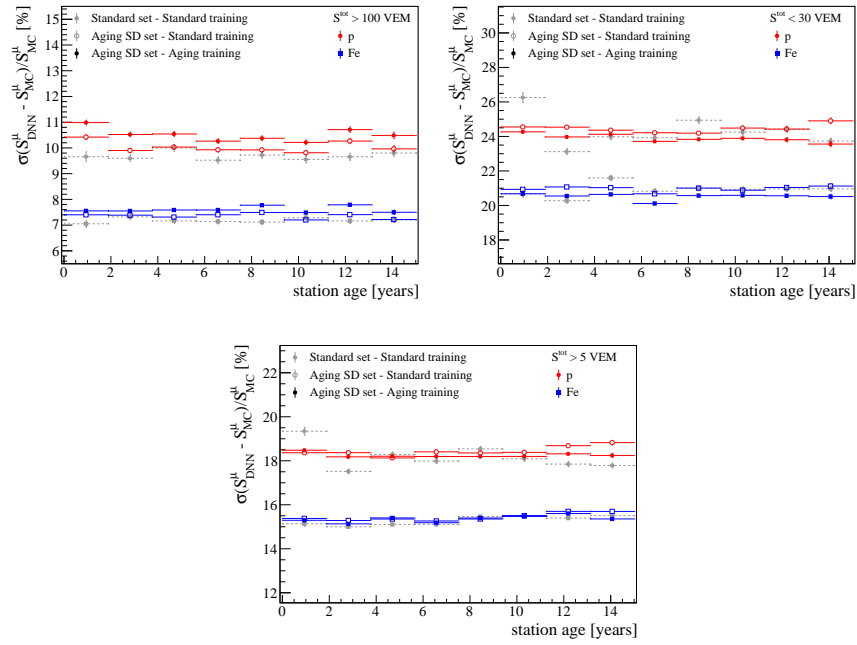 Standard set - Standard training
S^tot > 100 VEM
Aging SD set - Standard training
p
Aging SD set - Aging training
Fe
σ(S^μ_DNN - S^μ_MC)/S^μ_MC [%]
15
14
13
12
11
10
9
8
7
6
0 2 4 6 8 10 12 14
station age [years]
Standard set - Standard training
S^tot < 30 VEM
Aging SD set - Standard training
p
Aging SD set - Aging training
Fe
σ(S^μ_DNN - S^μ_MC)/S^μ_MC [%]
30
28
26
24
22
20
18
0 2 4 6 8 10 12 14
station age [years]
Standard set - Standard training
S^tot > 5 VEM
Aging SD set - Standard training
p
Aging SD set - Aging training
Fe
σ(S^μ_DNN - S^μ_MC)/S^μ_MC [%]
22
20
18
16
14
12
0 2 4 6 8 10 12 14
station age [years]